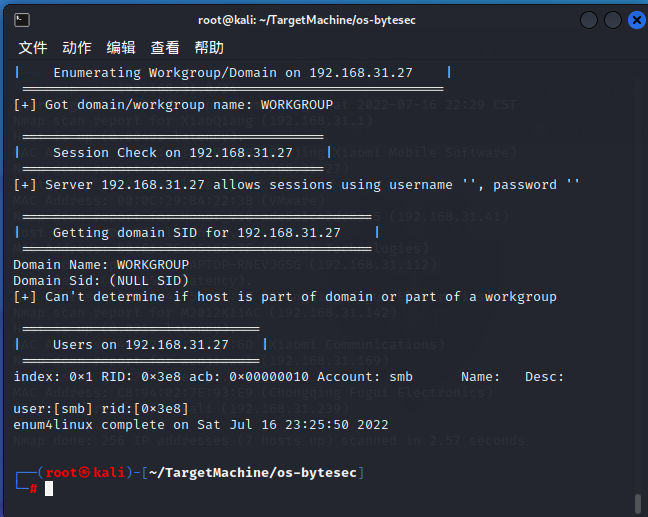 root@kali: ~/TargetMachine/os-bytesec
文件 动作 编辑 查看 帮助
|    Enumerating Workgroup/Domain on 192.168.31.27    |
=====================================================
[+] Got domain/workgroup name: WORKGROUP
=====================================
|    Session Check on 192.168.31.27    |
=====================================
[+] Server 192.168.31.27 allows sessions using username '', password ''
===========================================
|    Getting domain SID for 192.168.31.27    |
===========================================
Domain Name: WORKGROUP
Domain Sid: (NULL SID)
[+] Can't determine if host is part of domain or part of a workgroup
=============================
|    Users on 192.168.31.27    |
=============================
index: 0×1 RID: 0×3e8 acb: 0×00000010 Account: smb      Name:   Desc:
user:[smb] rid:[0×3e8]
enum4linux complete on Sat Jul 16 23:25:50 2022
┌──(root㉿kali)-[~/TargetMachine/os-bytesec]
└─#